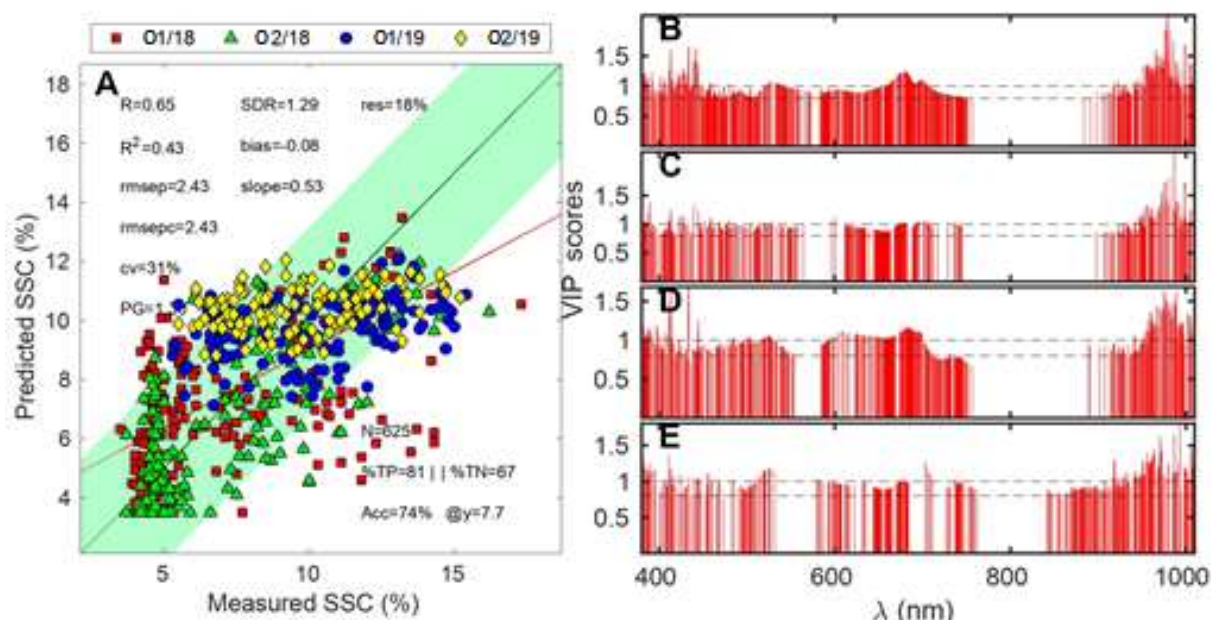 O1/18 O2/18 O1/19 O2/19
A
R=0.65 SDR=1.29 res=18%
R²=0.43 bias=-0.08
rmsep=2.43 slope=0.53
rmsepc=2.43
cv=31%
PG=1
N=625
%TP=81 | | %TN=67
Acc=74% @y=7.7
18
16
14
12
10
8
6
4
Predicted SSC (%)
5 10 15
Measured SSC (%)
B
1.5
1
0.5
C
1.5
1
0.5
D
1.5
1
0.5
E
1.5
1
0.5
VIP scores
400 600 800 1000
λ (nm)